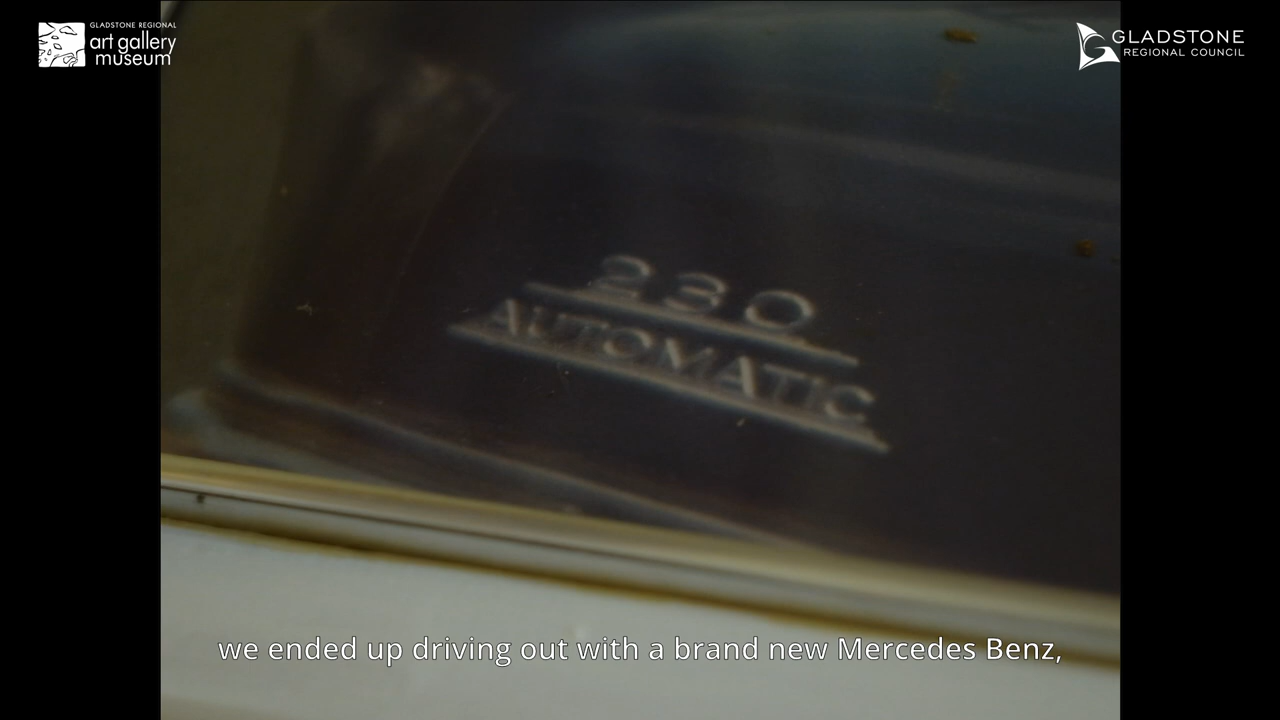 GLADSTONE REGIONAL
art gallery
museum
GLADSTONE
REGIONAL COUNCIL
230
AUTOMATIC
we ended up driving out with a brand new Mercedes Benz,